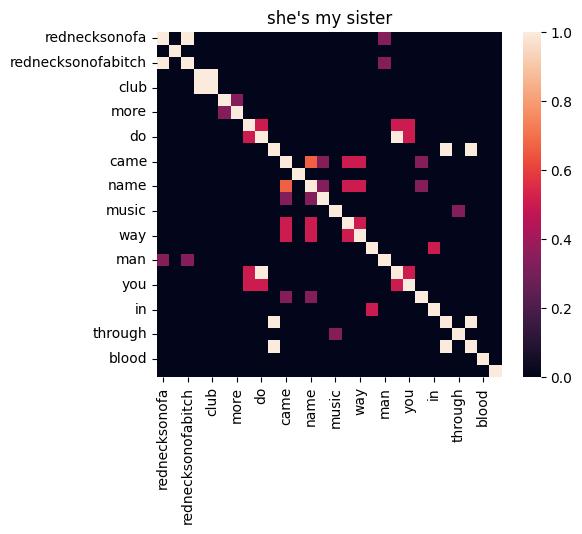 she's my sister
rednecksonofa
rednecksonofabitch
club
more
do
came
name
music
way
man
you
in
through
blood
rednecksonofa
rednecksonofabitch
club
more
do
came
name
music
way
man
you
in
through
blood
1.0
0.8
0.6
0.4
0.2
0.0